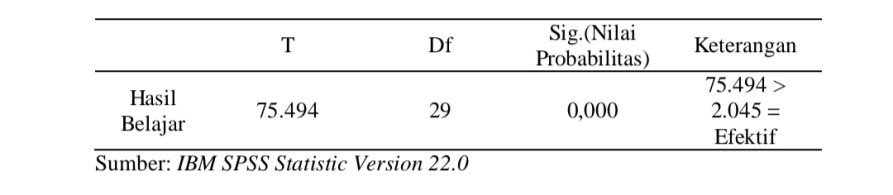 T Df Sig.(Nilai Probabilitas) Keterangan
Hasil Belajar 75.494 29 0,000 75.494 > 2.045 = Efektif
Sumber: IBM SPSS Statistic Version 22.0